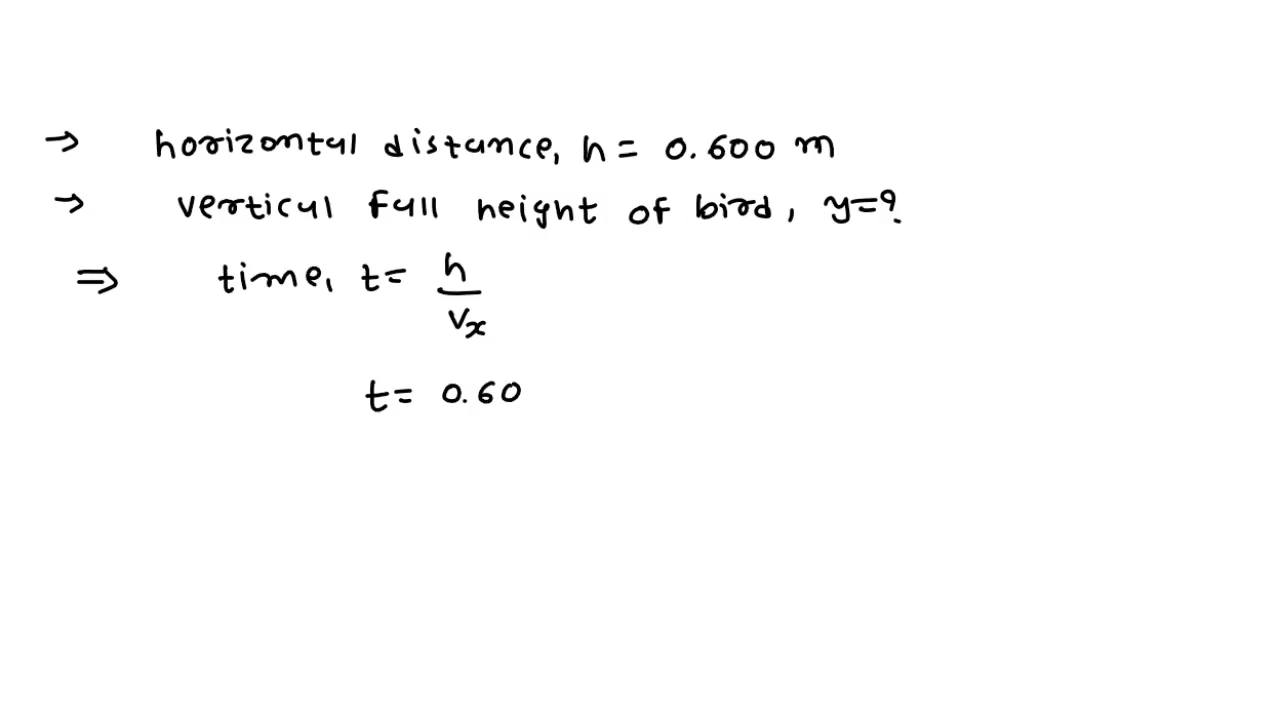 → horizontal distance, h = 0.600 m
→ vertical fall height of bird, y=?
⇒ time, t = h/vx
t = 0.60